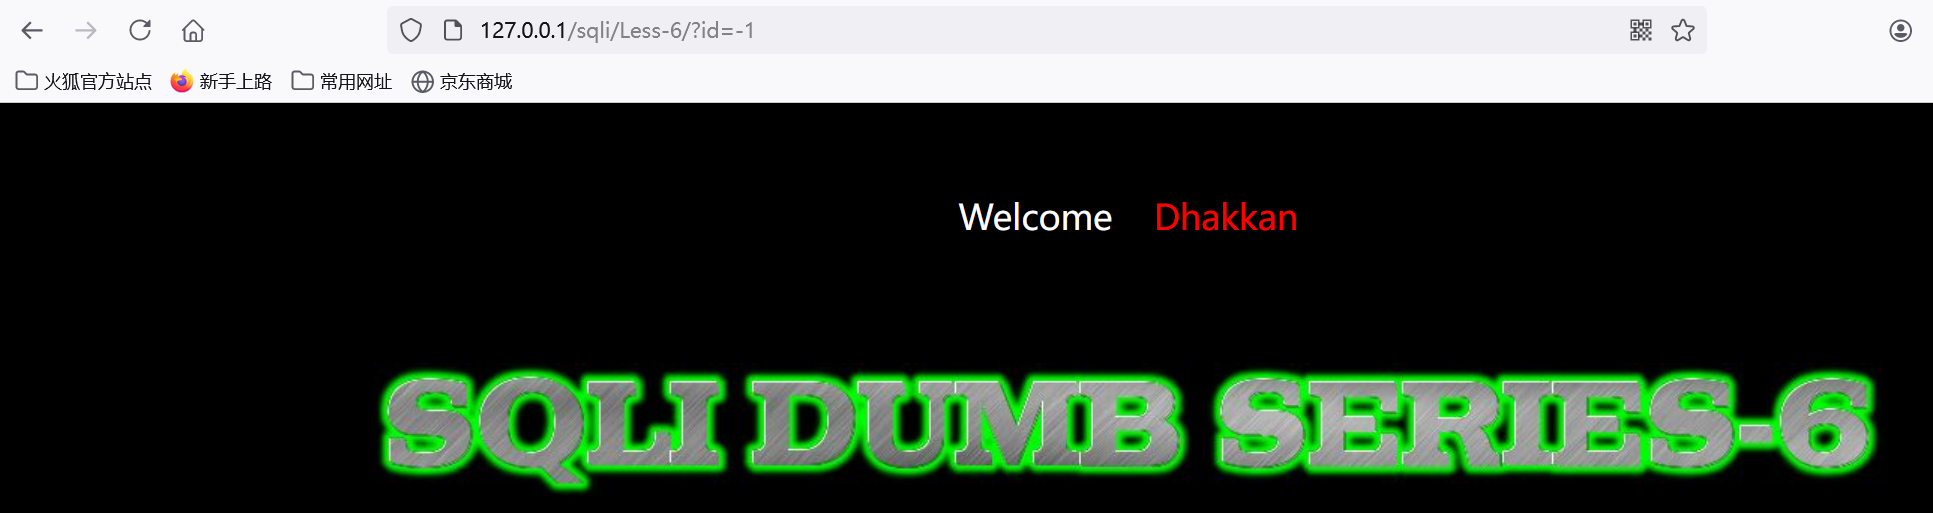 127.0.0.1/sqli/Less-6/?id=-1
火狐官方站点 新手上路 常用网址 京东商城
Welcome Dhakkan
SQLI DUMB SERIES-6